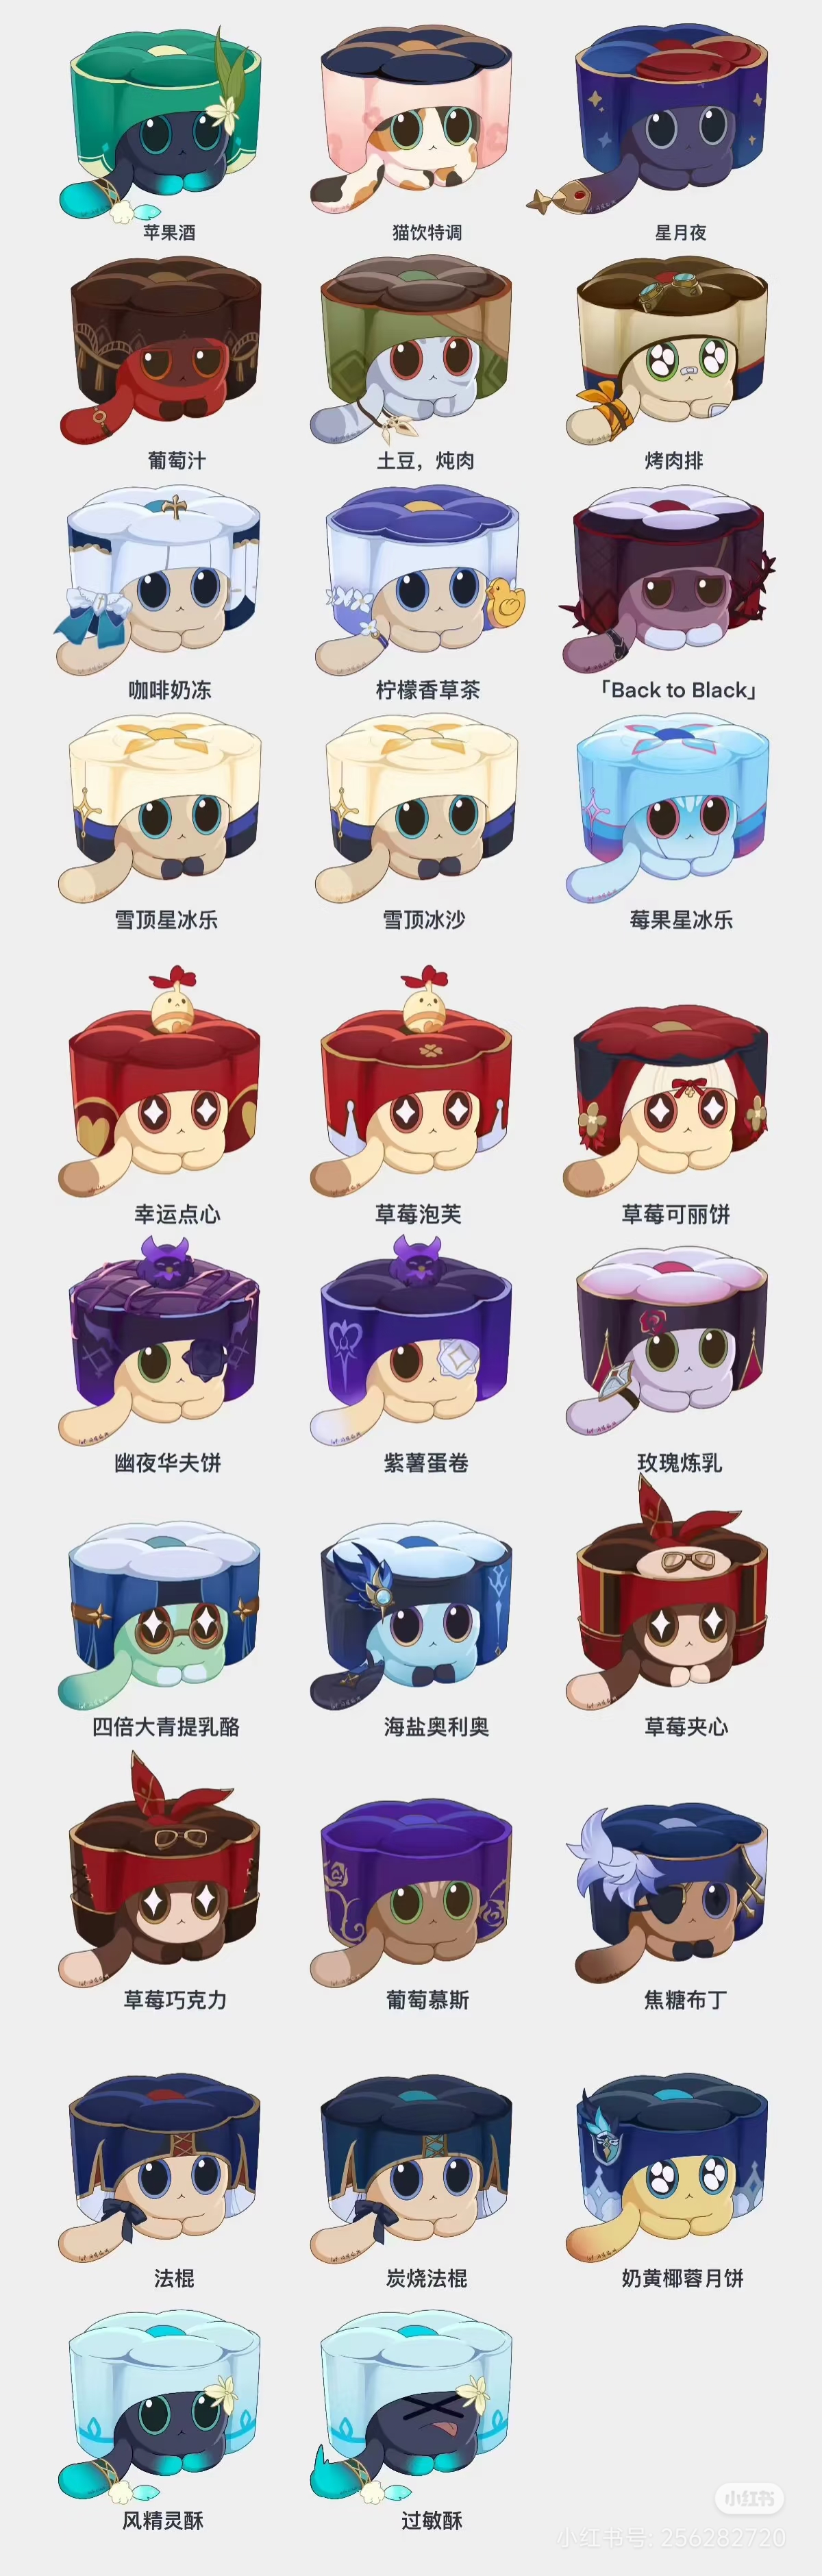 苹果酒
猫饮特调
星月夜
葡萄汁
土豆，炖肉
烤肉排
咖啡奶冻
柠檬香草茶
「Back to Black」
雪顶星冰乐
雪顶冰沙
莓果星冰乐
幸运点心
草莓泡芙
草莓可丽饼
幽夜华夫饼
紫薯蛋卷
玫瑰炼乳
四倍大青提乳酪
海盐奥利奥
草莓夹心
草莓巧克力
葡萄慕斯
焦糖布丁
法棍
炭烧法棍
奶黄椰蓉月饼
风精灵酥
过敏酥
小红书
小红书号: 256282720